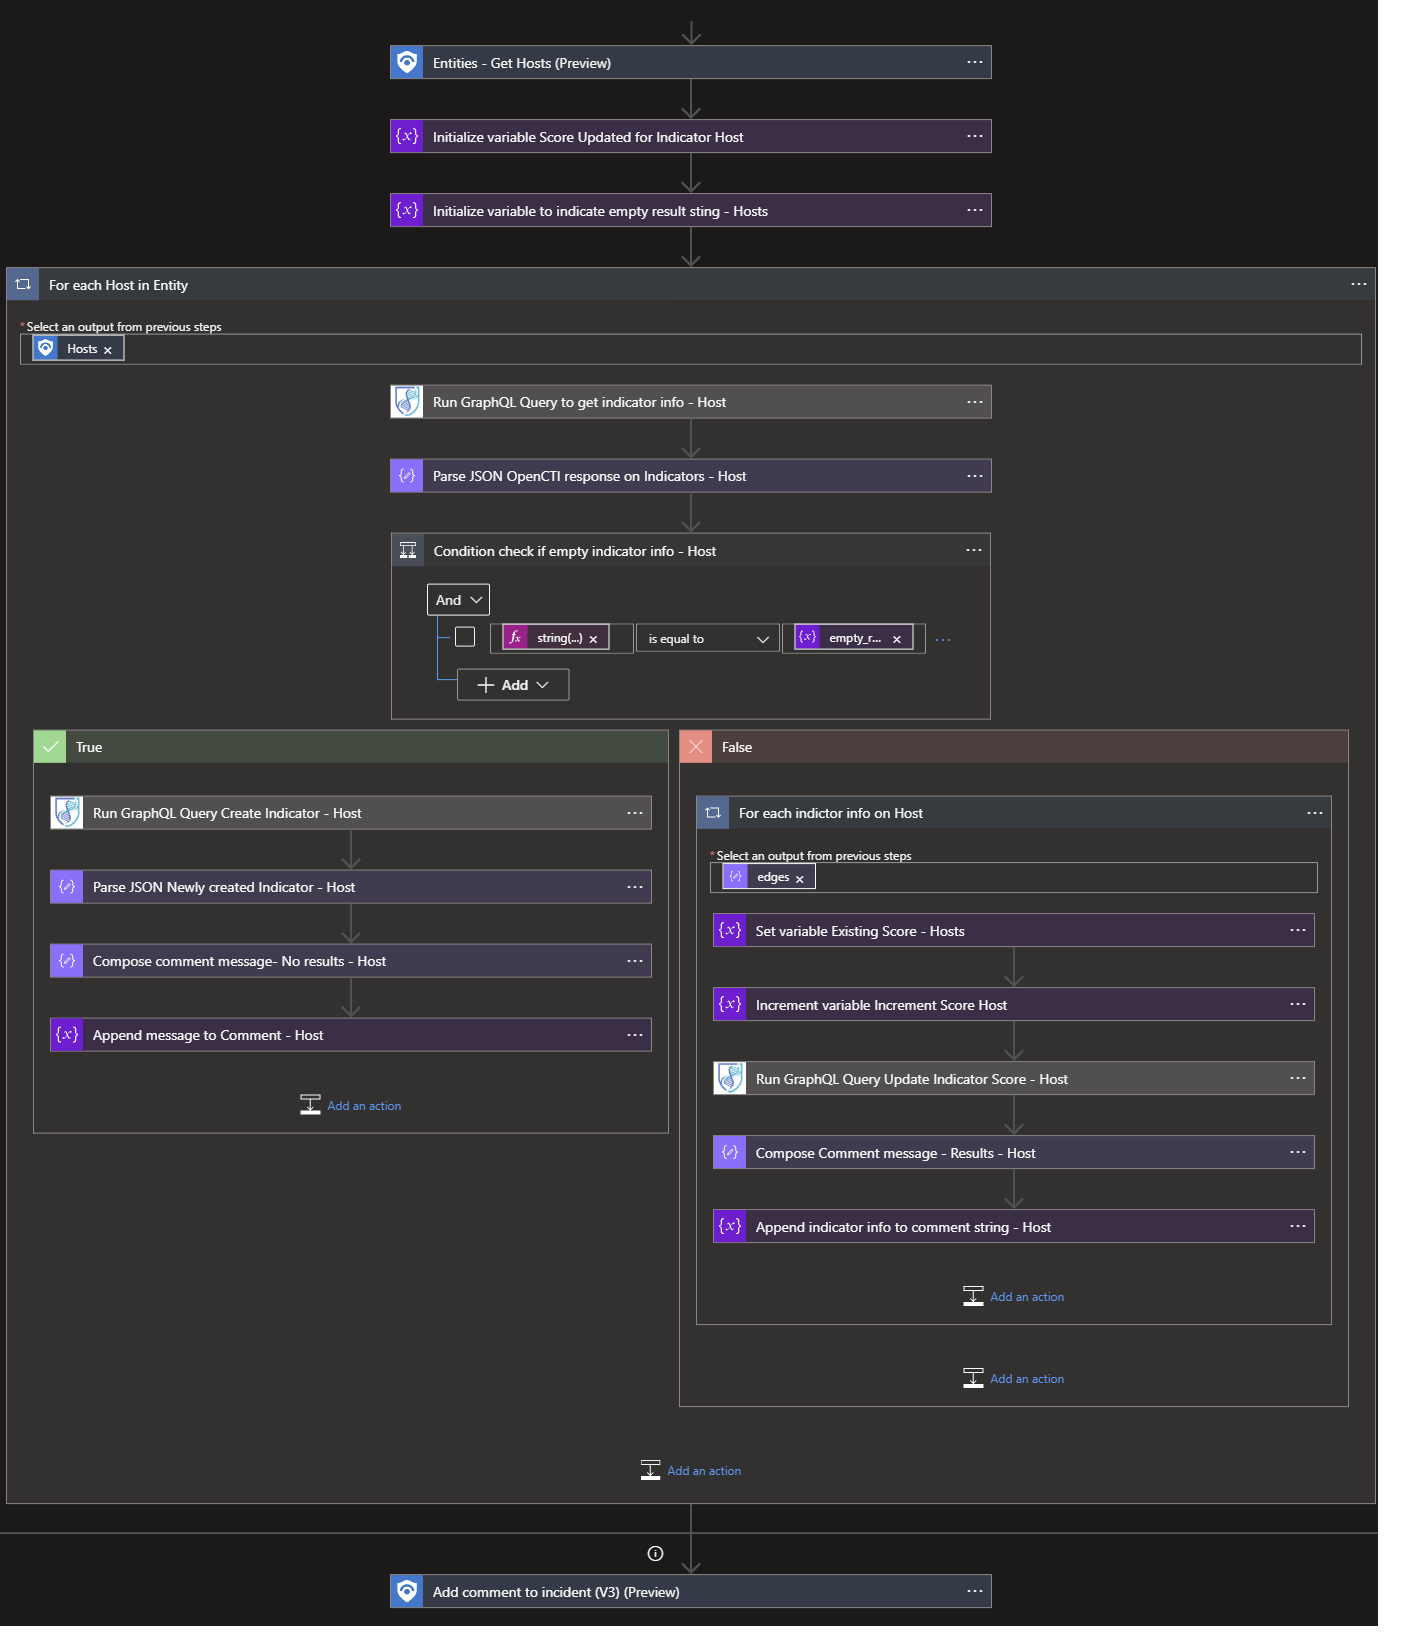 Entities - Get Hosts (Preview)
{x} Initialize variable Score Updated for Indicator Host
{x} Initialize variable to indicate empty result sting - Hosts
For each Host in Entity
* Select an output from previous steps
Hosts
Run GraphQL Query to get indicator info - Host
Parse JSON OpenCTI response on Indicators - Host
Condition check if empty indicator info - Host
And
fx string(...) is equal to {x} empty_r...
+ Add
True
Run GraphQL Query Create Indicator - Host
Parse JSON Newly created Indicator - Host
Compose comment message- No results - Host
{x} Append message to Comment - Host
Add an action
False
For each indictor info on Host
* Select an output from previous steps
edges
{x} Set variable Existing Score - Hosts
{x} Increment variable Increment Score Host
Run GraphQL Query Update Indicator Score - Host
Compose Comment message - Results - Host
{x} Append indicator info to comment string - Host
Add an action
Add an action
Add an action
Add comment to incident (V3) (Preview)